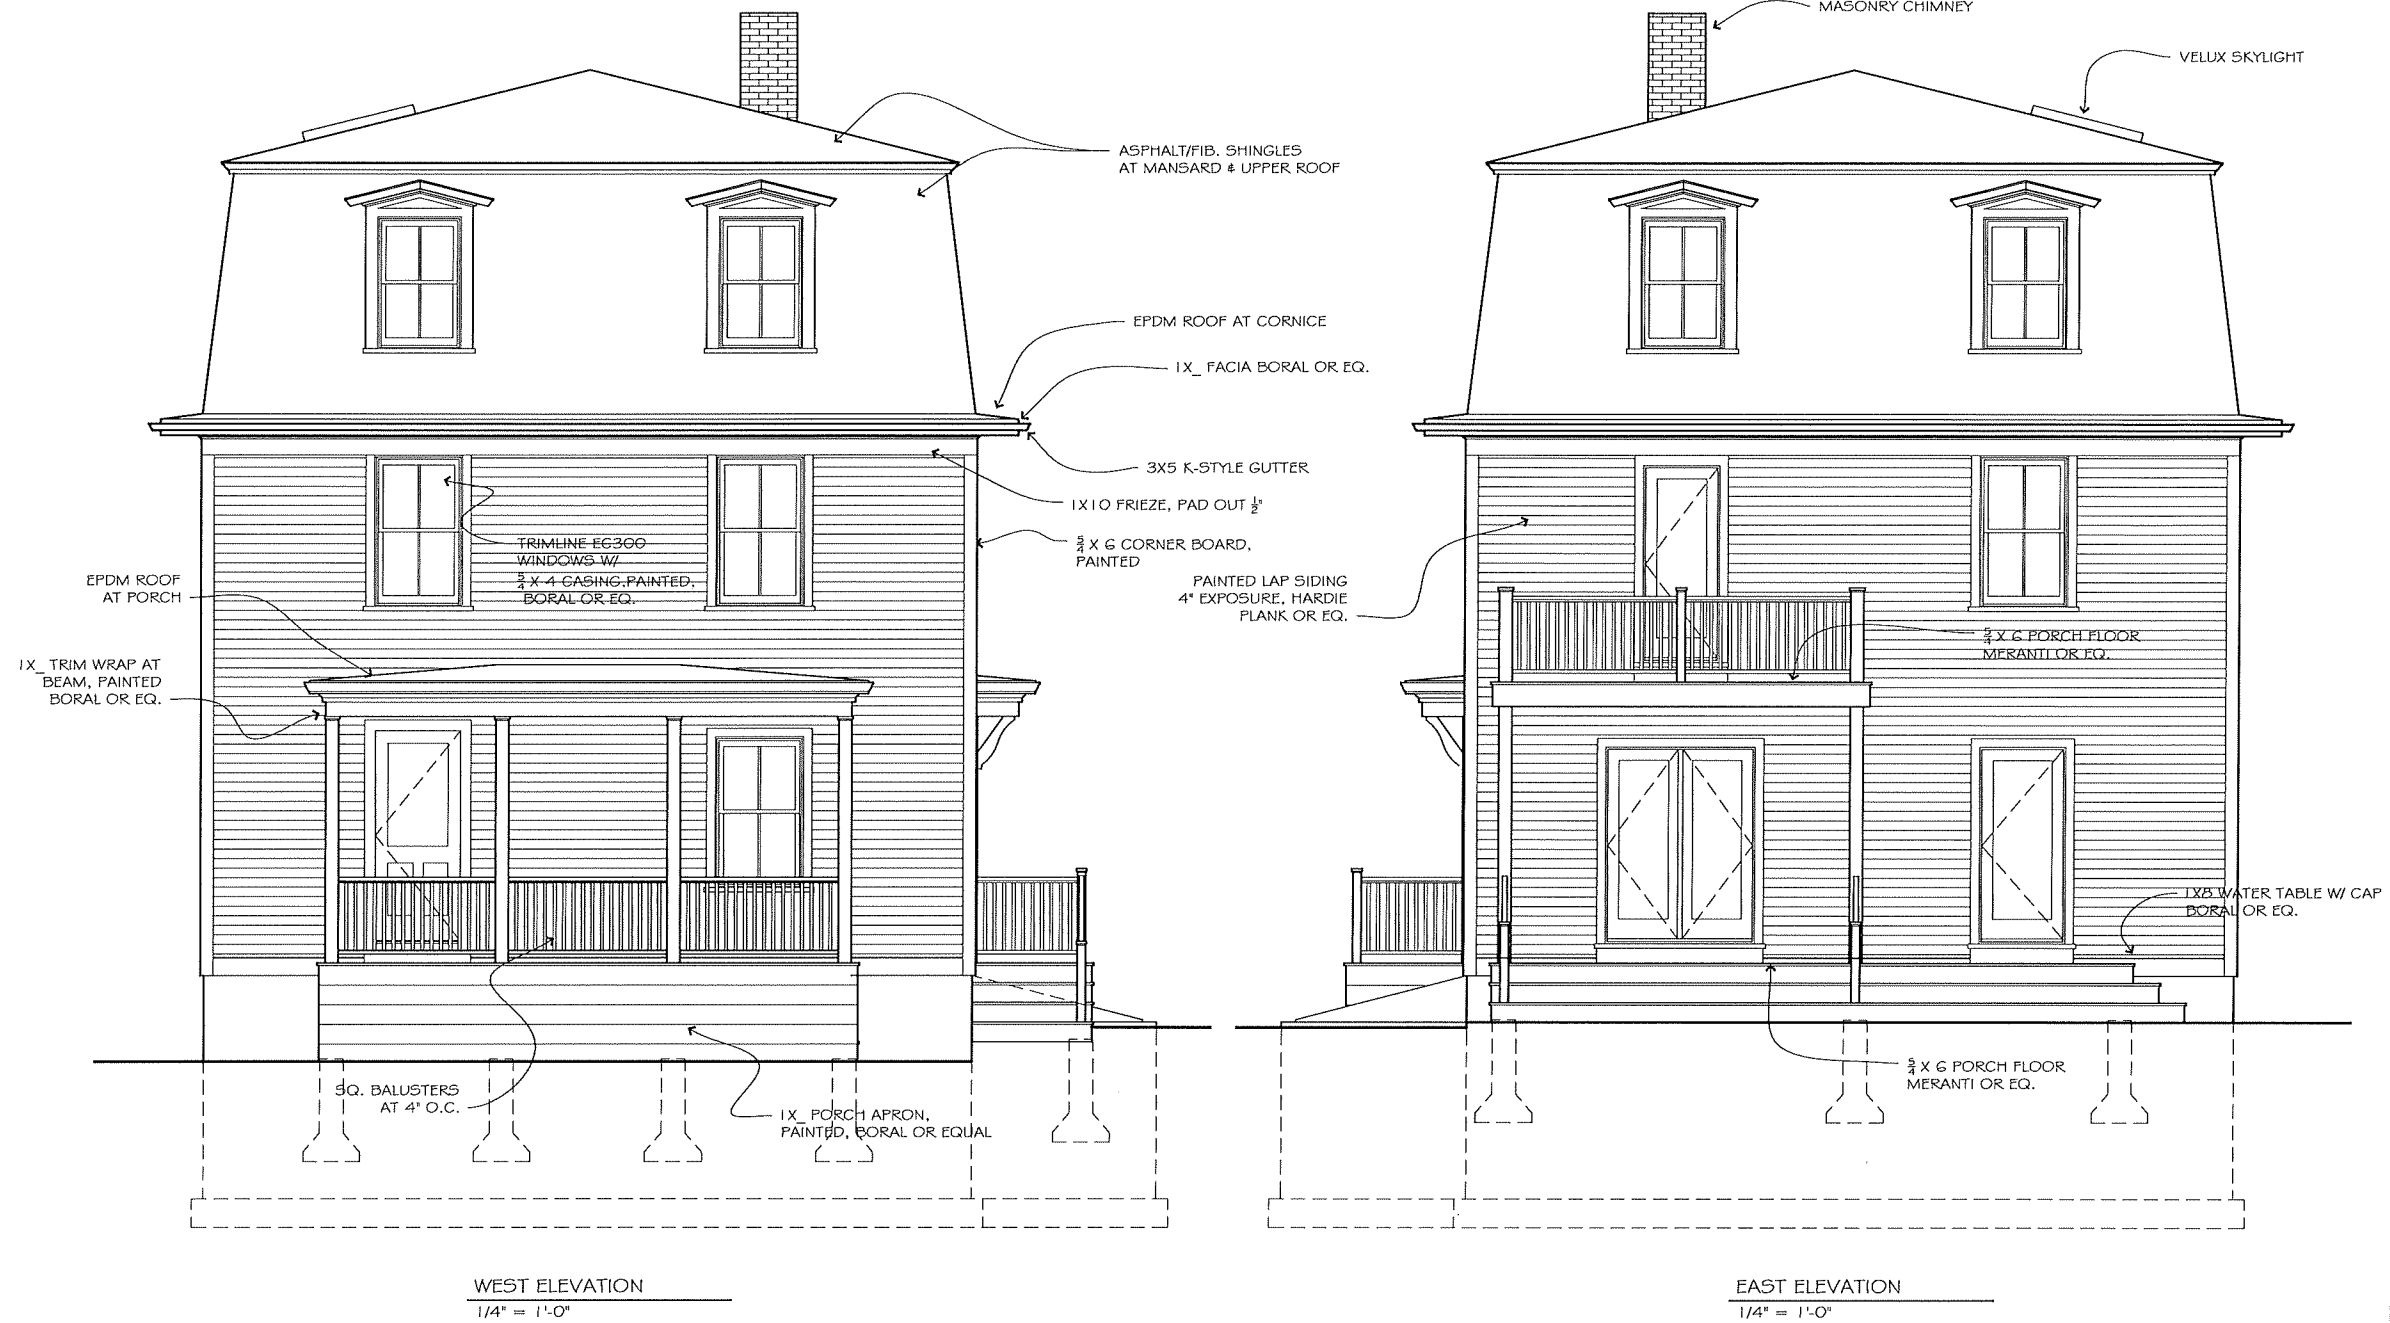 MASONRY CHIMNEY
VELUX SKYLIGHT
ASPHALT/FIB. SHINGLES
AT MANSARD & UPPER ROOF
EPDM ROOF AT CORNICE
1X_ FACIA BORAL OR EQ.
3X5 K-STYLE GUTTER
1X10 FRIEZE, PAD OUT ½"
5/4 X 6 CORNER BOARD,
PAINTED
TRIMLINE EG300
WINDOWS W/
5/4 X 4 CASING,PAINTED,
BORAL OR EQ.
EPDM ROOF
AT PORCH
1X_ TRIM WRAP AT
BEAM, PAINTED
BORAL OR EQ.
PAINTED LAP SIDING
4" EXPOSURE, HARDIE
PLANK OR EQ.
5/4 X 6 PORCH FLOOR
MERANTI OR EQ.
1X8 WATER TABLE W/ CAP
BORAL OR EQ.
5/4 X 6 PORCH FLOOR
MERANTI OR EQ.
SQ. BALUSTERS
AT 4" O.C.
1X_ PORCH APRON,
PAINTED, BORAL OR EQUAL
WEST ELEVATION
1/4" = 1'-0"
EAST ELEVATION
1/4" = 1'-0"